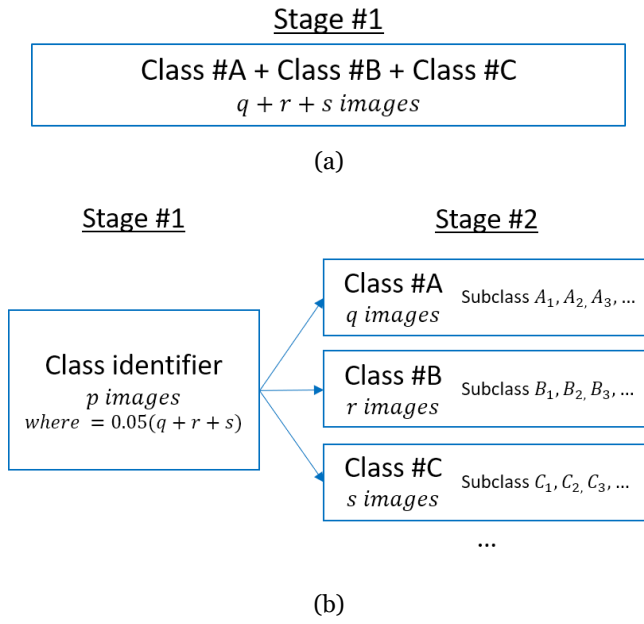 Stage #1
Class #A + Class #B + Class #C
q + r + s images
(a)
Stage #1
Stage #2
Class identifier
p images
where = 0.05(q + r + s)
Class #A
q images
Subclass A₁, A₂, A₃, ...
Class #B
r images
Subclass B₁, B₂, B₃, ...
Class #C
s images
Subclass C₁, C₂, C₃, ...
...
(b)